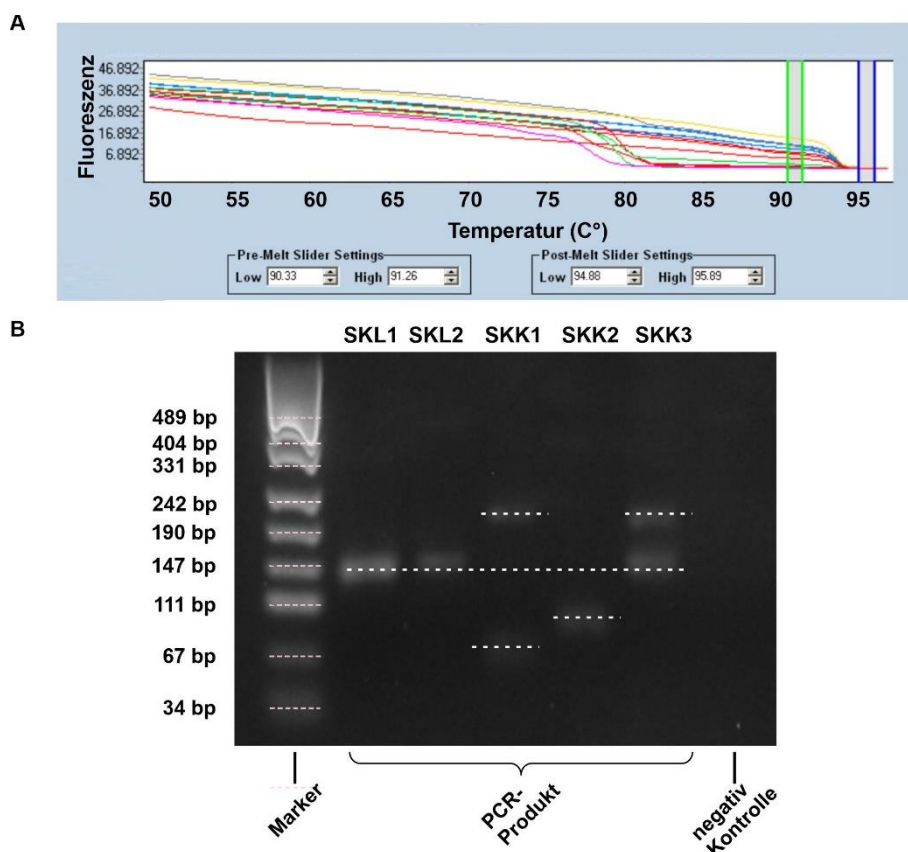 A
Fluoreszenz
46.892
36.892
26.892
16.892
6.892
50 55 60 65 70 75 80 85 90 95
Temperatur (C°)
Pre-Melt Slider Settings
Low 90.33 High 91.26
Post-Melt Slider Settings
Low 94.88 High 95.89
B
SKL1 SKL2 SKK1 SKK2 SKK3
489 bp
404 bp
331 bp
242 bp
190 bp
147 bp
111 bp
67 bp
34 bp
Marker
PCR-
Produkt
negativ
Kontrolle